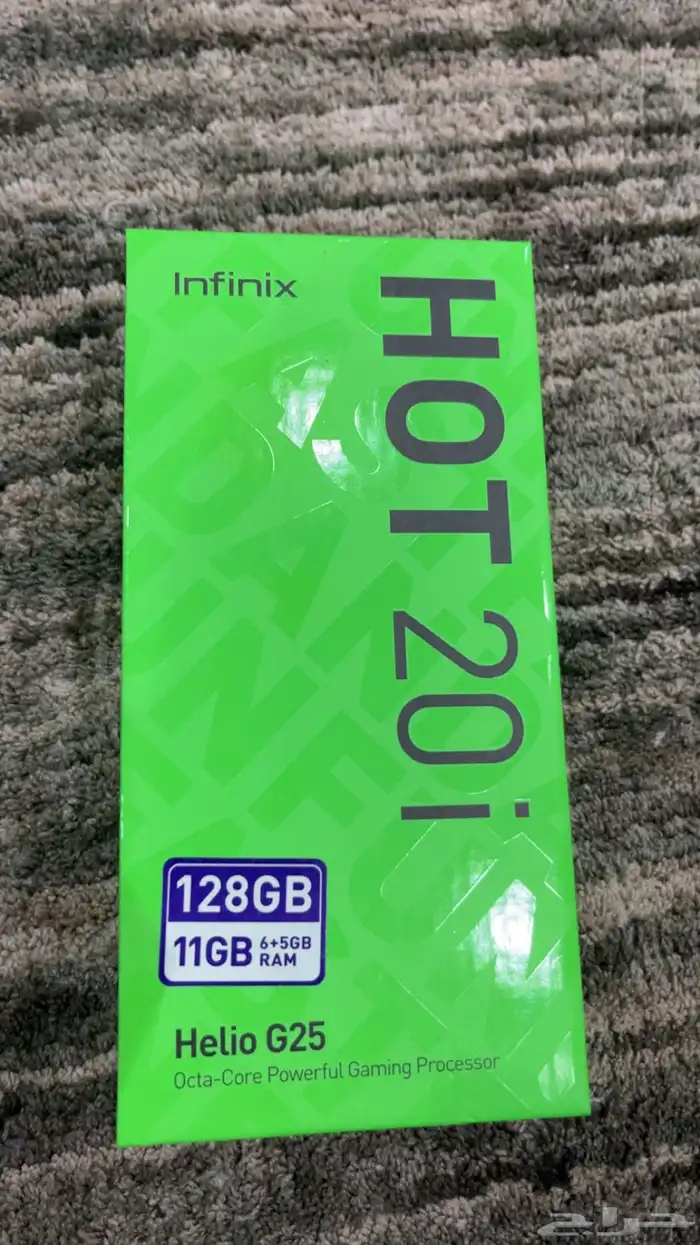 Infinix
HOT 20i
128GB
11GB 6+5GB RAM
Helio G25
Octa-Core Powerful Gaming Processor
حراج